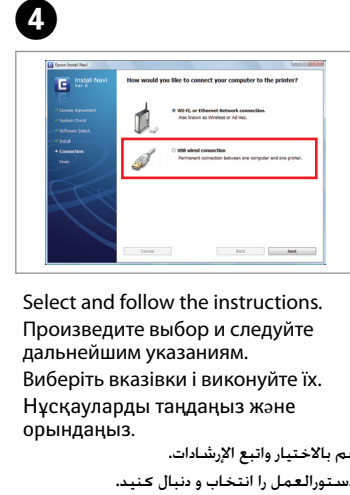 4
Epson Install Navi
Install Navi
Ver. 5
License Agreement
System Check
Software Select
Install
Connection
Finish
How would you like to connect your computer to the printer?
Wi-Fi, or Ethernet Network connection.
Also known as Wireless or Ad Hoc.
USB wired connection
Permanent connection between one computer and one printer.
Cancel
Back
Next
Select and follow the instructions.
Произведите выбор и следуйте
дальнейшим указаниям.
Виберіть вказівки і виконуйте їх.
Нұсқауларды таңдаңыз және
орындаңыз.
بالاختيار واتبع الإرشادات.
را انتخاب و دنبال کنید.